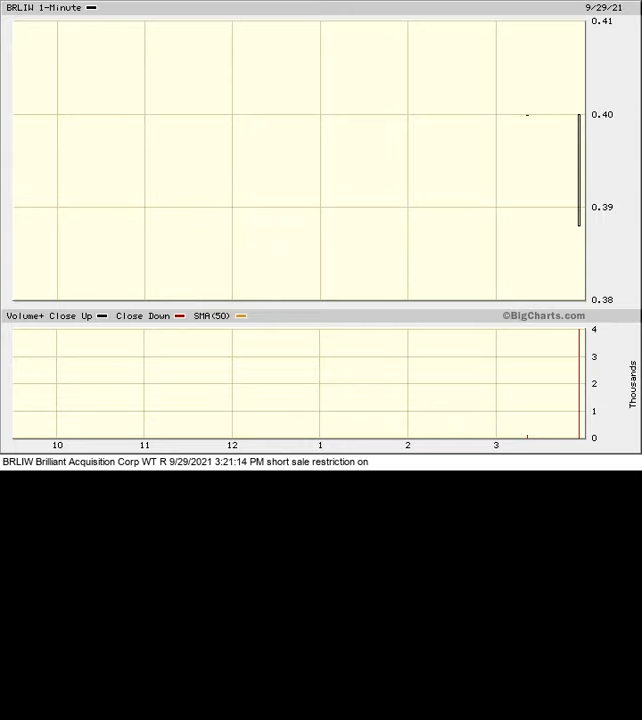 BRLIW 1-Minute 9/29/21
0.41
0.40
0.39
0.38
Volume+ Close Up Close Down SMA(50) ©BigCharts.com
4
3
2
1
0
Thousands
10 11 12 1 2 3
BRLIW Brilliant Acquisition Corp WT R 9/29/2021 3:21:14 PM short sale restriction on